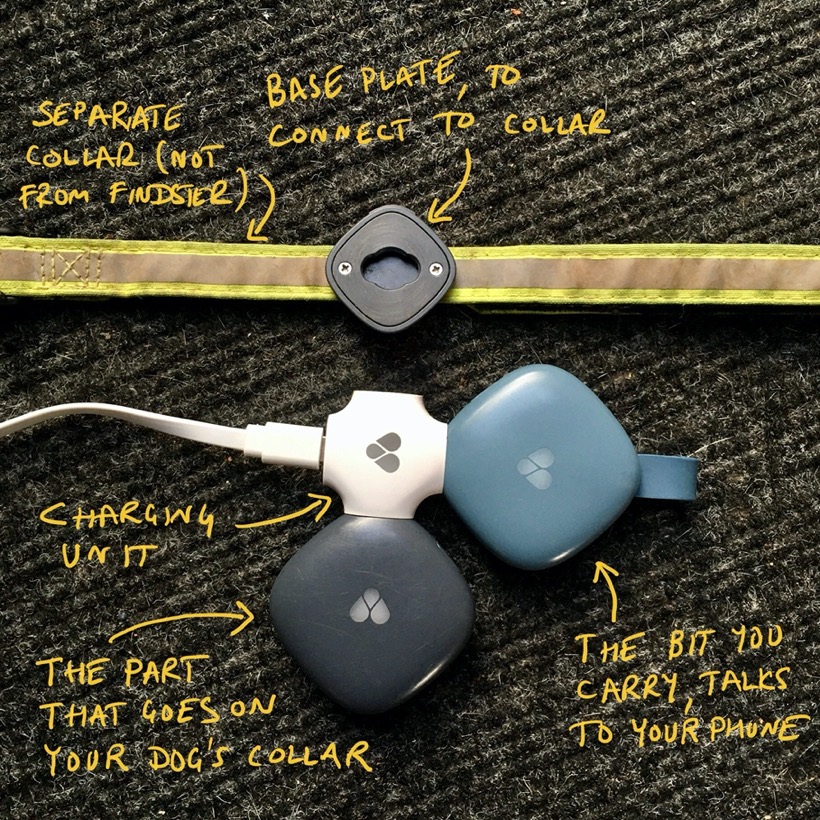 SEPARATE
COLLAR (NOT
FROM FINDSTER)
BASE PLATE, TO
CONNECT TO COLLAR
CHARGING
UNIT
THE PART
THAT GOES ON
YOUR DOG'S COLLAR
THE BIT YOU
CARRY, TALKS
TO YOUR PHONE